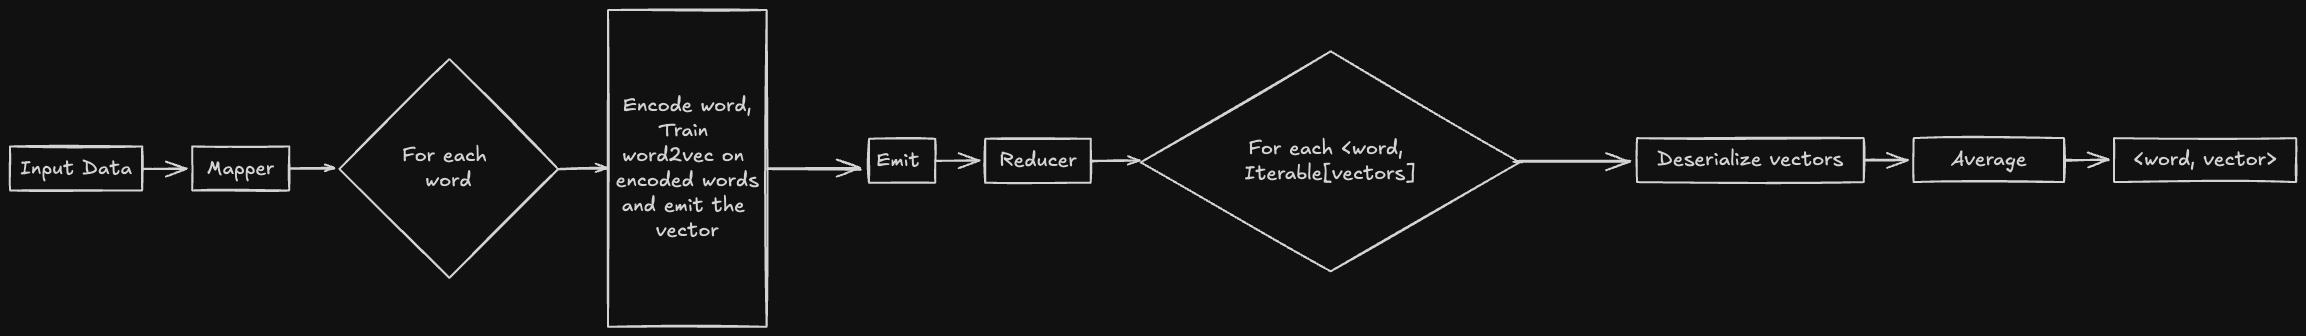 Input Data
Mapper
For each
word
Encode word,
Train
word2vec on
encoded words
and emit the
vector
Emit
Reducer
For each <word,
Iterable[vectors]
Deserialize vectors
Average
<word, vector>